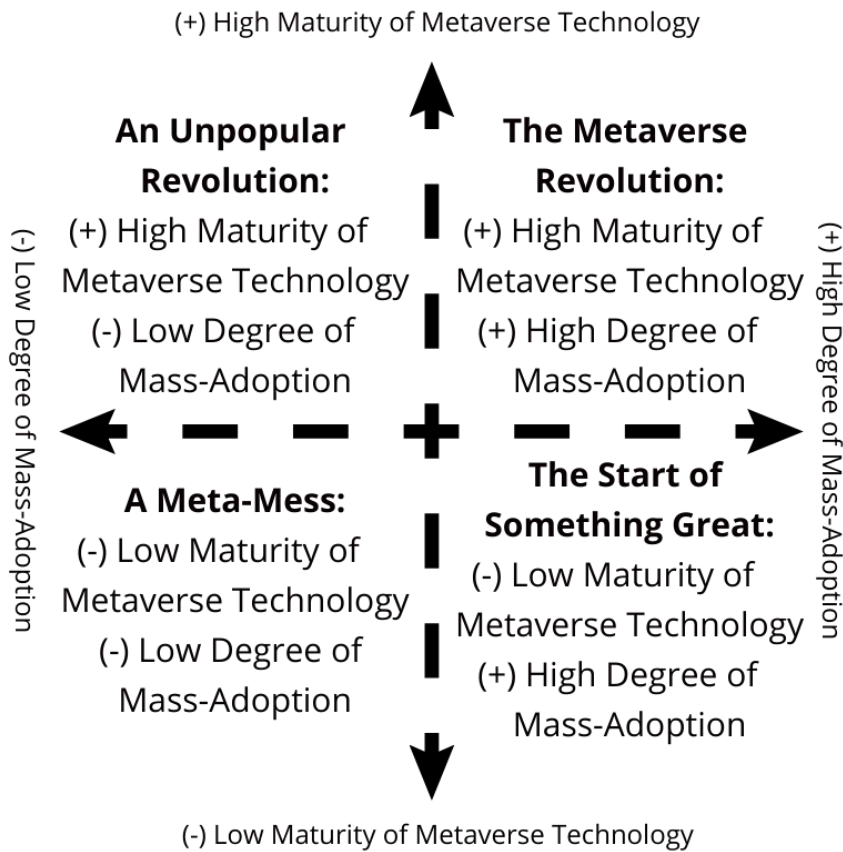 (+) High Maturity of Metaverse Technology
An Unpopular
Revolution:
(+) High Maturity of
Metaverse Technology
(-) Low Degree of
Mass-Adoption
The Metaverse
Revolution:
(+) High Maturity of
Metaverse Technology
(+) High Degree of
Mass-Adoption
(-) Low Degree of Mass-Adoption
(+) High Degree of Mass-Adoption
A Meta-Mess:
(-) Low Maturity of
Metaverse Technology
(-) Low Degree of
Mass-Adoption
The Start of
Something Great:
(-) Low Maturity of
Metaverse Technology
(+) High Degree of
Mass-Adoption
(-) Low Maturity of Metaverse Technology